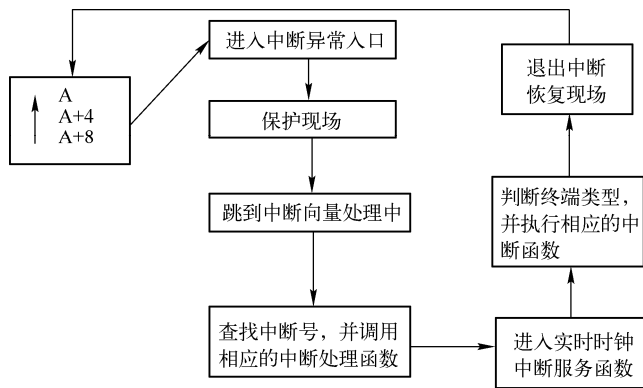 进入中断异常入口
A
A+4
A+8
保护现场
跳到中断向量处理中
查找中断号，并调用
相应的中断处理函数
进入实时时钟
中断服务函数
判断终端类型，
并执行相应的中
断函数
退出中断
恢复现场